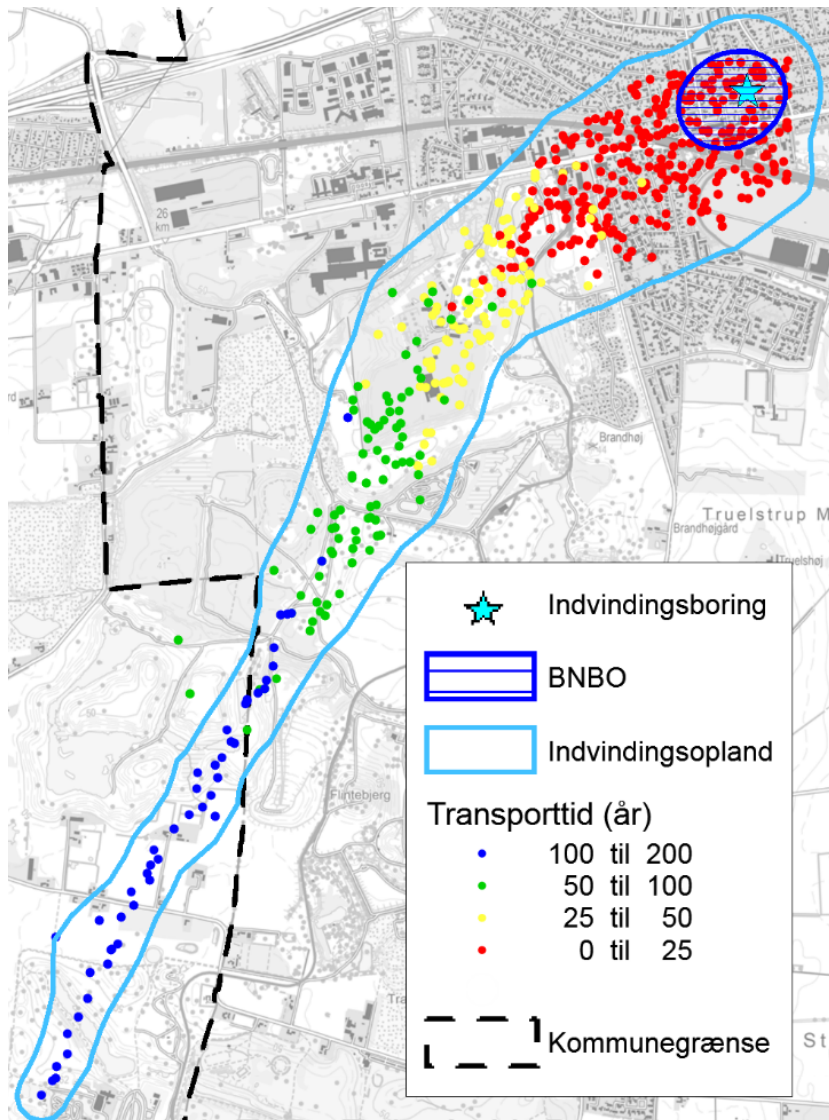 26
km
Brandhøj
Truelstrup M
Brandhøjgård
Truelshøj
Flintebjerg
Indvindingsboring
BNBO
Indvindingsopland
Transporttid (år)
100 til 200
50 til 100
25 til 50
0 til 25
Kommunegrænse
St